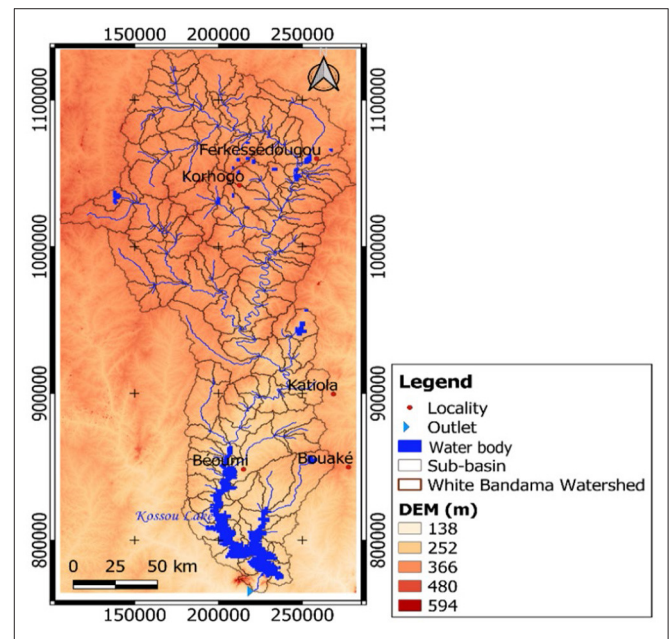 150000 200000 250000
1100000
1100000
Ferkessédougou
Korhogo
1000000
1000000
900000
900000
Katiola
Béoumi
Bouaké
Kossou Lake
800000
800000
0 25 50 km
150000 200000 250000
Legend
Locality
Outlet
Water body
Sub-basin
White Bandama Watershed
DEM (m)
138
252
366
480
594